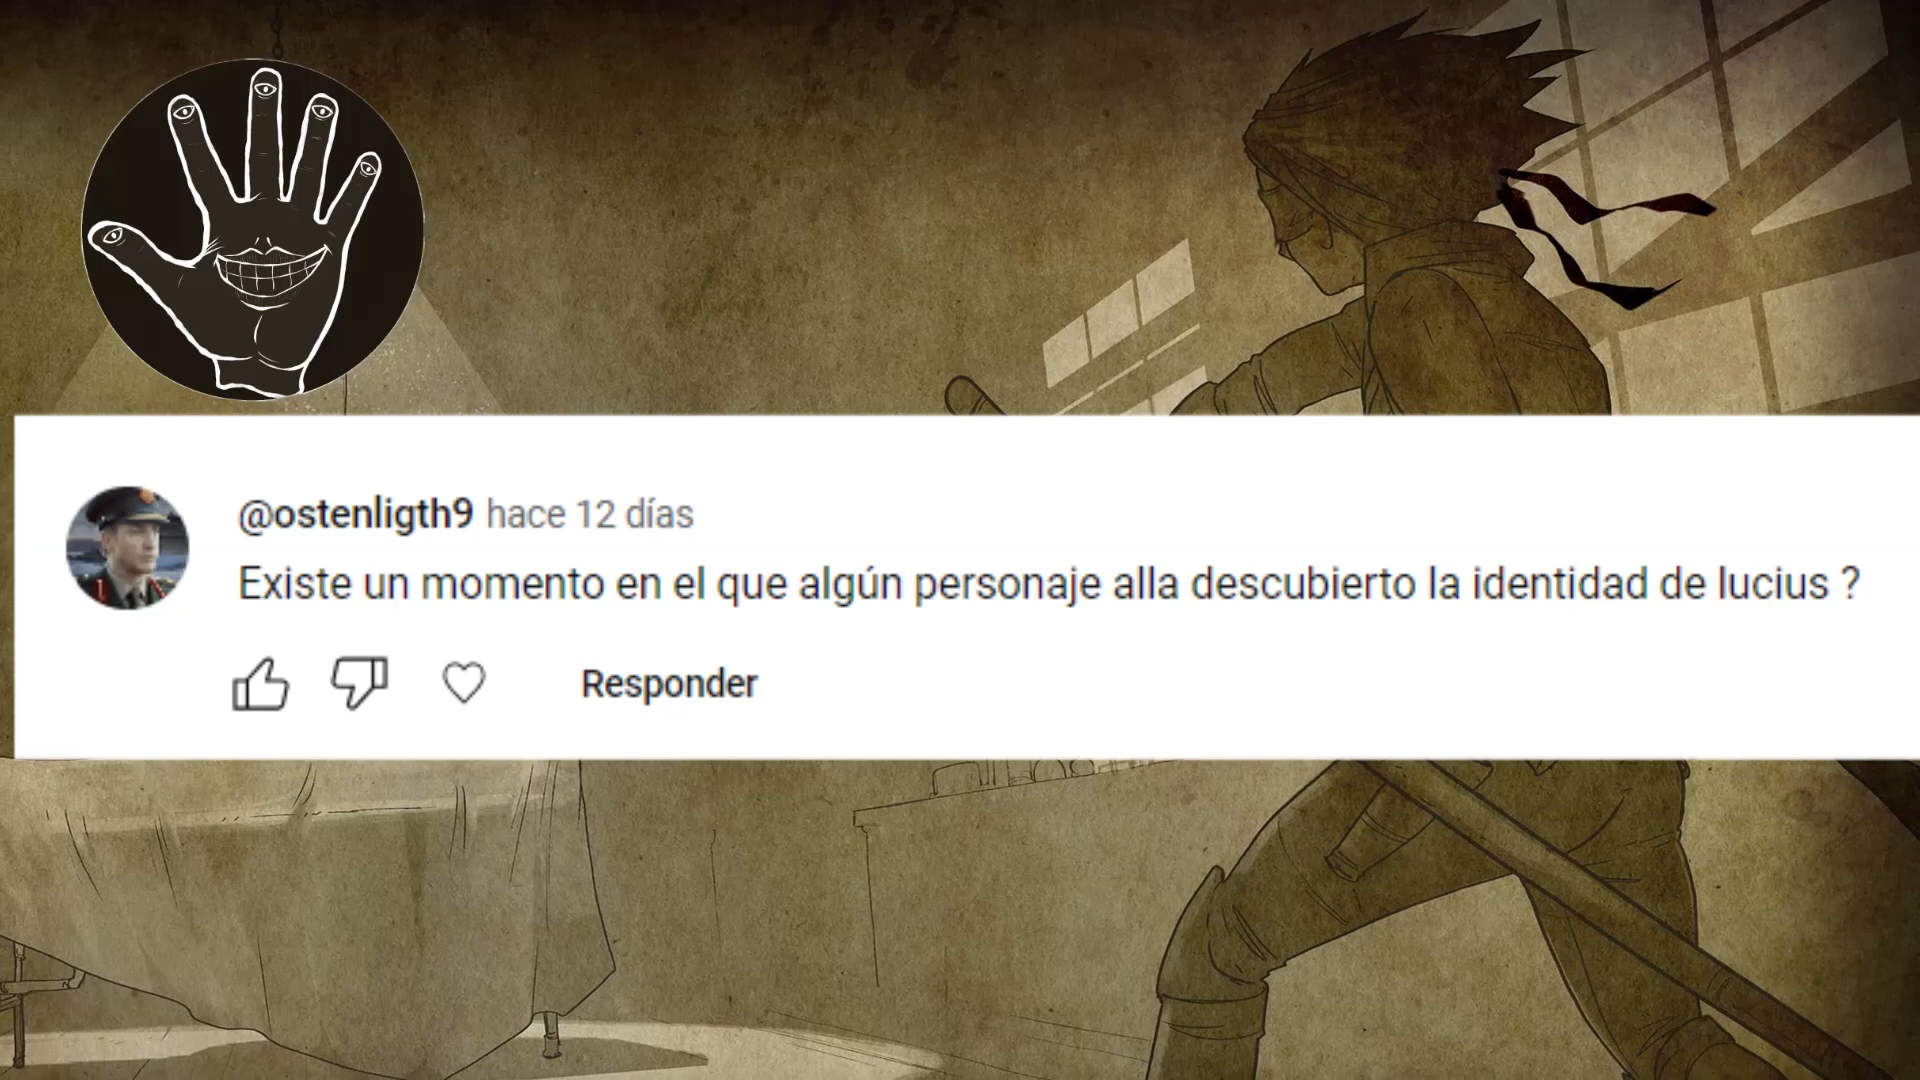 @ostenligth9 hace 12 días
Existe un momento en el que algún personaje alla descubierto la identidad de lucius ?
Responder